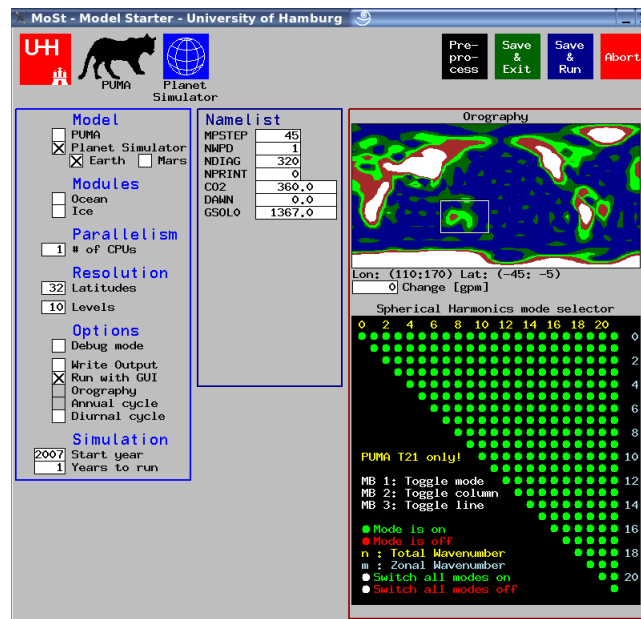 MoSt - Model Starter - University of Hamburg
UH
PUMA
Planet
Simulator
Pre-
pro-
cess
Save
&
Exit
Save
&
Run
Abort
Model
PUMA
Planet Simulator
Earth Mars
Modules
Ocean
Ice
Parallelism
1 # of CPUs
Resolution
32 Latitudes
10 Levels
Options
Debug mode
Write Output
Run with GUI
Orography
Annual cycle
Diurnal cycle
Simulation
2007 Start year
1 Years to run
Namelist
MPSTEP 45
NWPD 1
NDIAG 320
NPRINT 0
CO2 360.0
DAWN 0.0
GSOL0 1367.0
Orography
Lon: (110:170) Lat: (-45: -5)
0 Change [gpm]
Spherical Harmonics mode selector
0 2 4 6 8 10 12 14 16 18 20
0
2
4
6
8
PUMA T21 only! 10
MB 1: Toggle mode 12
MB 2: Toggle column
MB 3: Toggle line 14
Mode is on 16
Mode is off
n : Total Wavenumber 18
m : Zonal Wavenumber
Switch all modes on 20
Switch all modes off